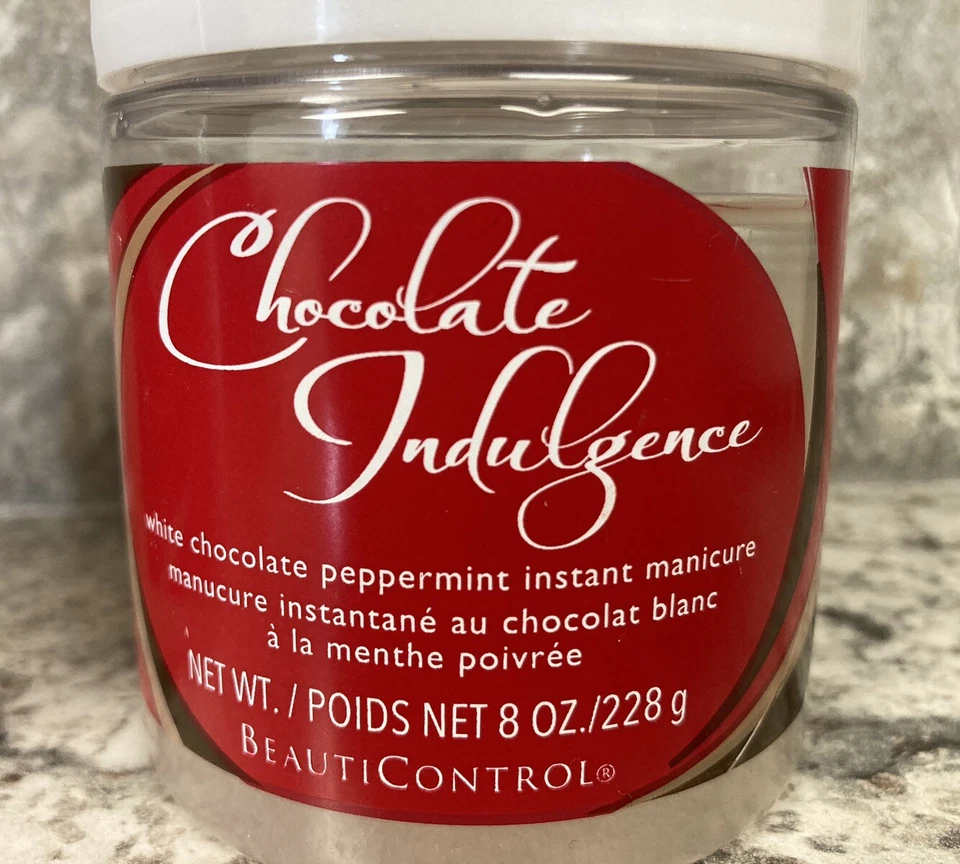 Chocolate
Indulgence
white chocolate peppermint instant manicure
manucure instantané au chocolat blanc
à la menthe poivrée
NET WT. / POIDS NET 8 OZ./228 g
BEAUTICONTROL®